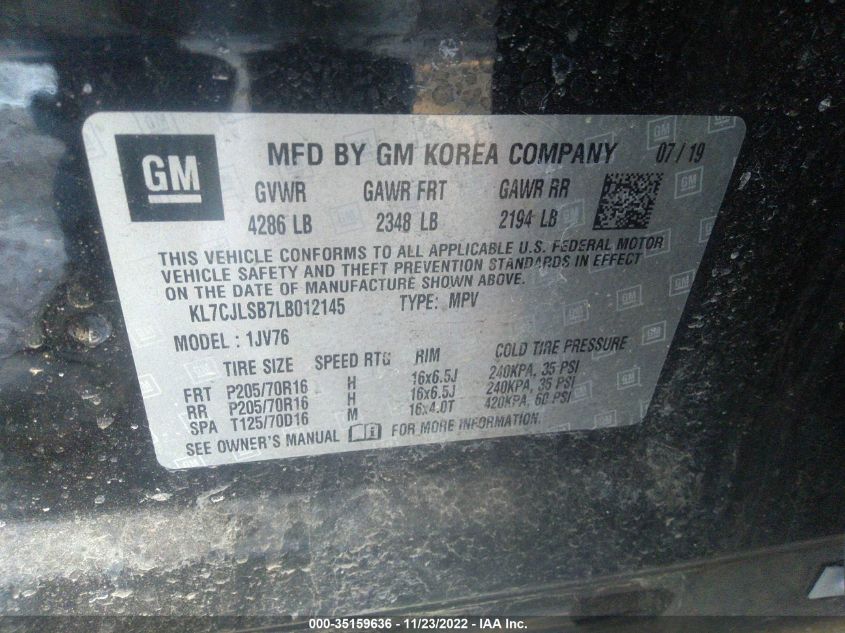 GM MFD BY GM KOREA COMPANY 07/19
GVWR GAWR FRT GAWR RR
4286 LB 2348 LB 2194 LB
THIS VEHICLE CONFORMS TO ALL APPLICABLE U.S. FEDERAL MOTOR
VEHICLE SAFETY AND THEFT PREVENTION STANDARDS IN EFFECT
ON THE DATE OF MANUFACTURE SHOWN ABOVE.
KL7CJLSB7LB012145 TYPE: MPV
MODEL : 1JV76
TIRE SIZE SPEED RTG RIM COLD TIRE PRESSURE
FRT P205/70R16 H 16x6.5J 240KPA, 35 PSI
RR P205/70R16 H 16x6.5J 240KPA, 35 PSI
SPA T125/70D16 M 16x4.0T 420KPA, 60 PSI
SEE OWNER'S MANUAL FOR MORE INFORMATION.
000-35159636 - 11/23/2022 - IAA Inc.